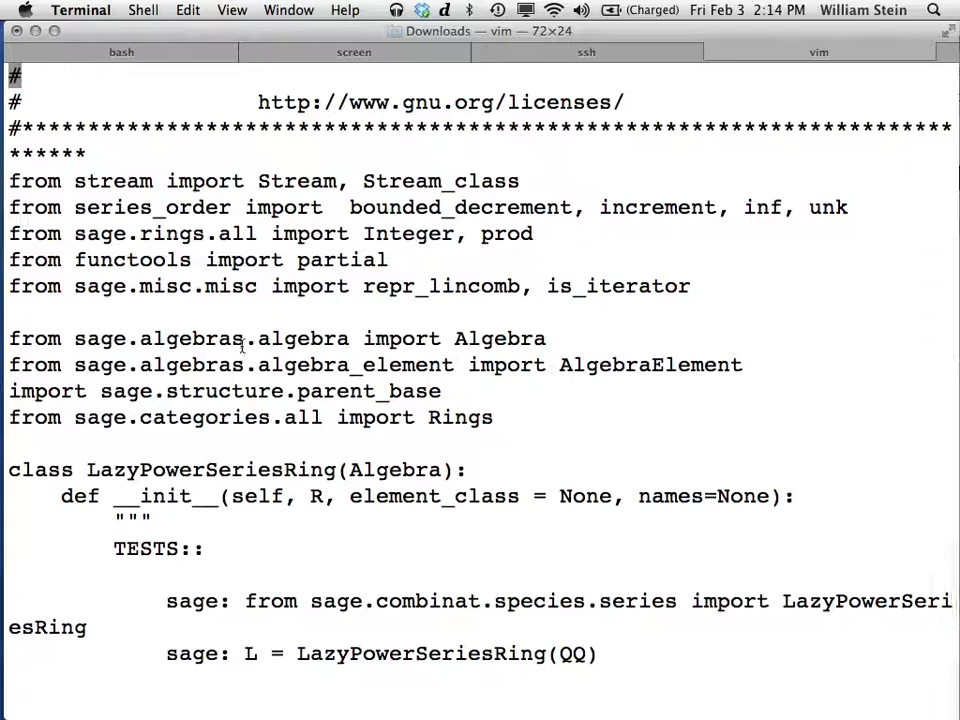 Terminal Shell Edit View Window Help (Charged) Fri Feb 3 2:14 PM William Stein
Downloads — vim — 72×24
bash screen ssh vim
#
# http://www.gnu.org/licenses/
#***********************************************************************
******
from stream import Stream, Stream_class
from series_order import  bounded_decrement, increment, inf, unk
from sage.rings.all import Integer, prod
from functools import partial
from sage.misc.misc import repr_lincomb, is_iterator
from sage.algebras.algebra import Algebra
from sage.algebras.algebra_element import AlgebraElement
import sage.structure.parent_base
from sage.categories.all import Rings
class LazyPowerSeriesRing(Algebra):
    def __init__(self, R, element_class = None, names=None):
        """
        TESTS::
            sage: from sage.combinat.species.series import LazyPowerSeri
esRing
            sage: L = LazyPowerSeriesRing(QQ)